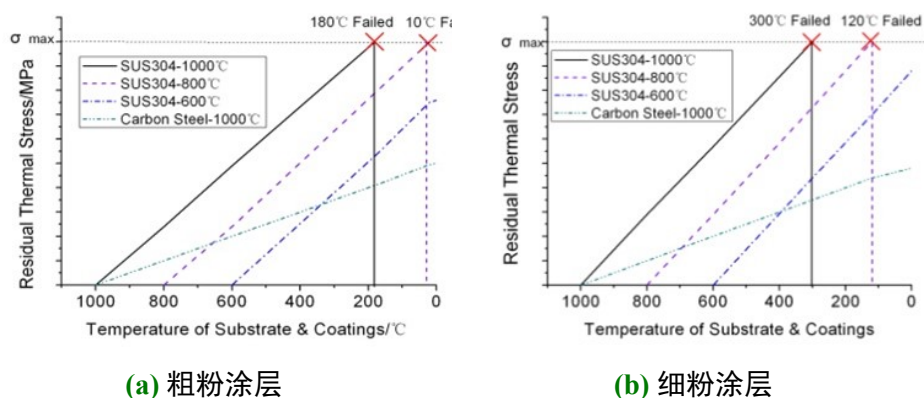 180℃ Failed
10℃ Fa
σ max
SUS304-1000℃
SUS304-800℃
SUS304-600℃
Carbon Steel-1000℃
Residual Thermal Stress/MPa
1000 800 600 400 200 0
Temperature of Substrate & Coatings/℃
(a) 粗粉涂层
300℃ Failed
120℃ Failed
σ max
SUS304-1000℃
SUS304-800℃
SUS304-600℃
Carbon Steel-1000℃
Residual Thermal Stress
1000 800 600 400 200 0
Temperature of Substrate & Coatings
(b) 细粉涂层